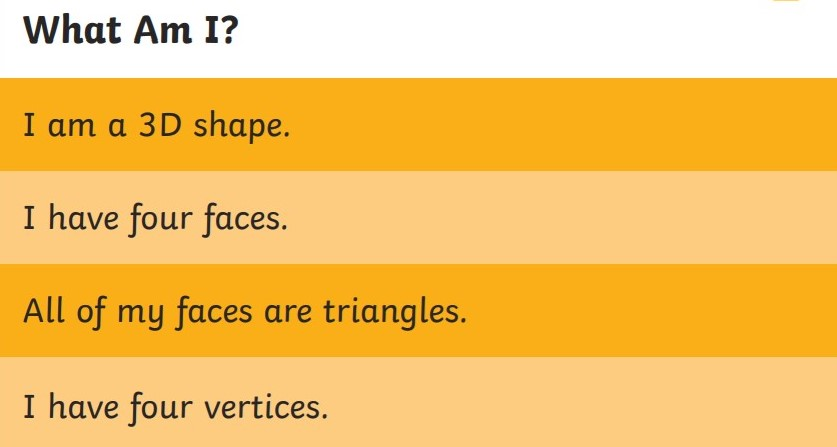 What Am I?
I am a 3D shape.
I have four faces.
All of my faces are triangles.
I have four vertices.